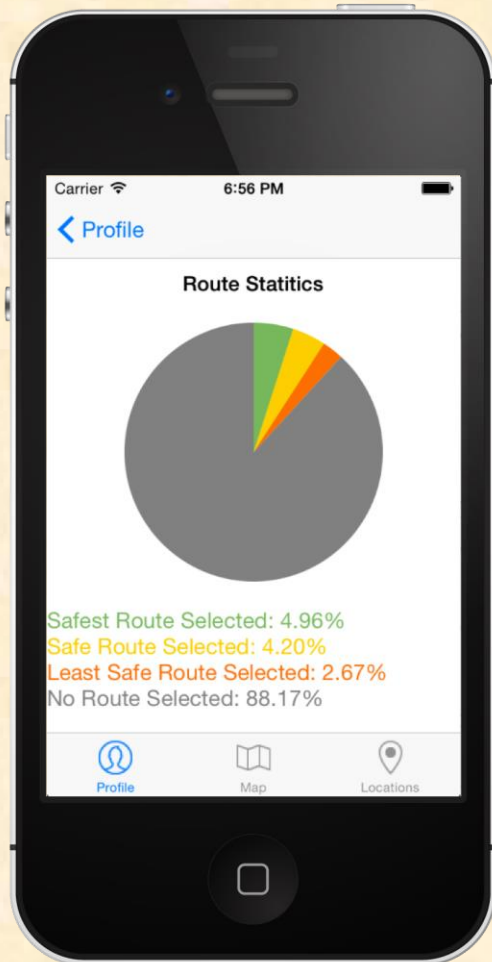 Carrier 6:56 PM
Profile
Route Statitics
Safest Route Selected: 4.96%
Safe Route Selected: 4.20%
Least Safe Route Selected: 2.67%
No Route Selected: 88.17%
Profile Map Locations